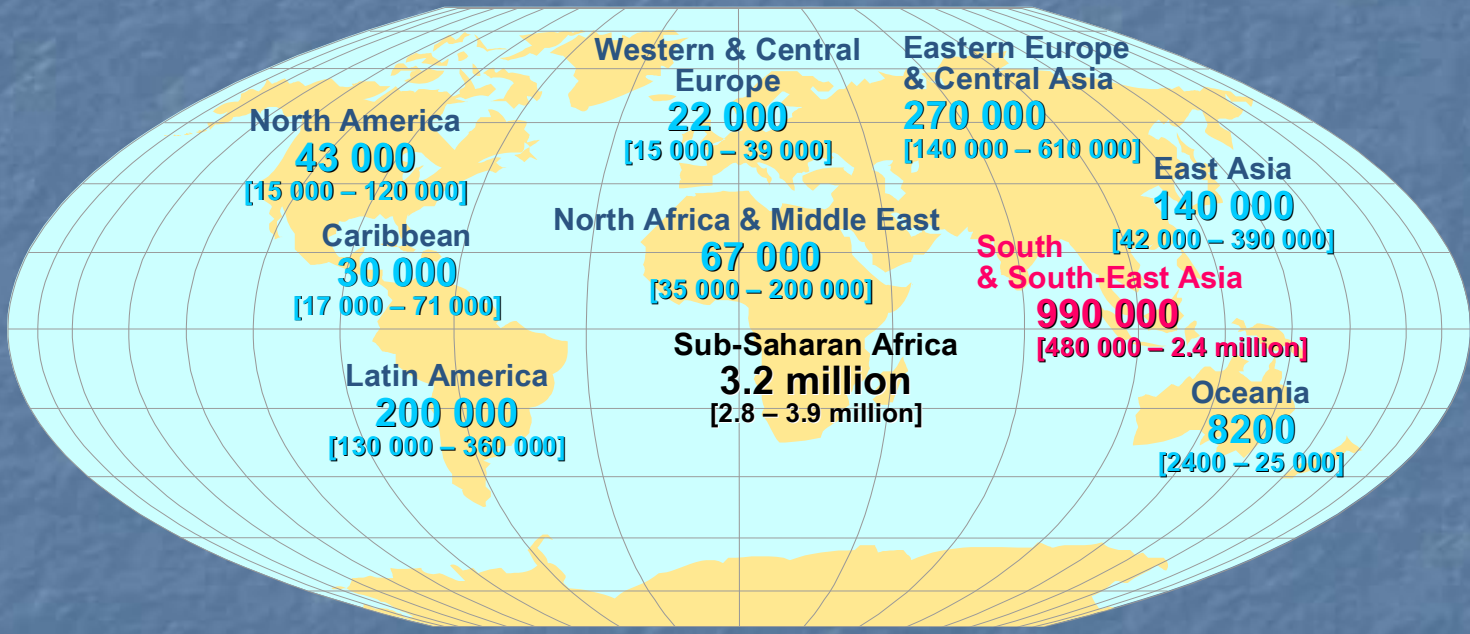 Western & Central
Europe
22 000
[15 000 – 39 000]
Eastern Europe
& Central Asia
270 000
[140 000 – 610 000]
North America
43 000
[15 000 – 120 000]
East Asia
140 000
[42 000 – 390 000]
Caribbean
30 000
[17 000 – 71 000]
North Africa & Middle East
67 000
[35 000 – 200 000]
South
& South-East Asia
990 000
[480 000 – 2.4 million]
Sub-Saharan Africa
3.2 million
[2.8 – 3.9 million]
Latin America
200 000
[130 000 – 360 000]
Oceania
8200
[2400 – 25 000]